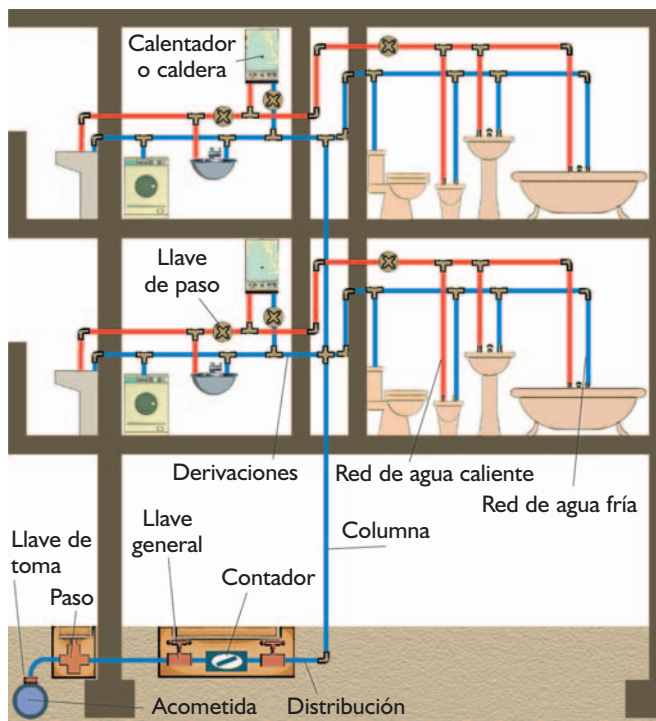 Calentador
o caldera
Llave
de paso
Derivaciones
Red de agua caliente
Red de agua fría
Llave
general
Columna
Llave de
toma
Contador
Paso
Acometida
Distribución